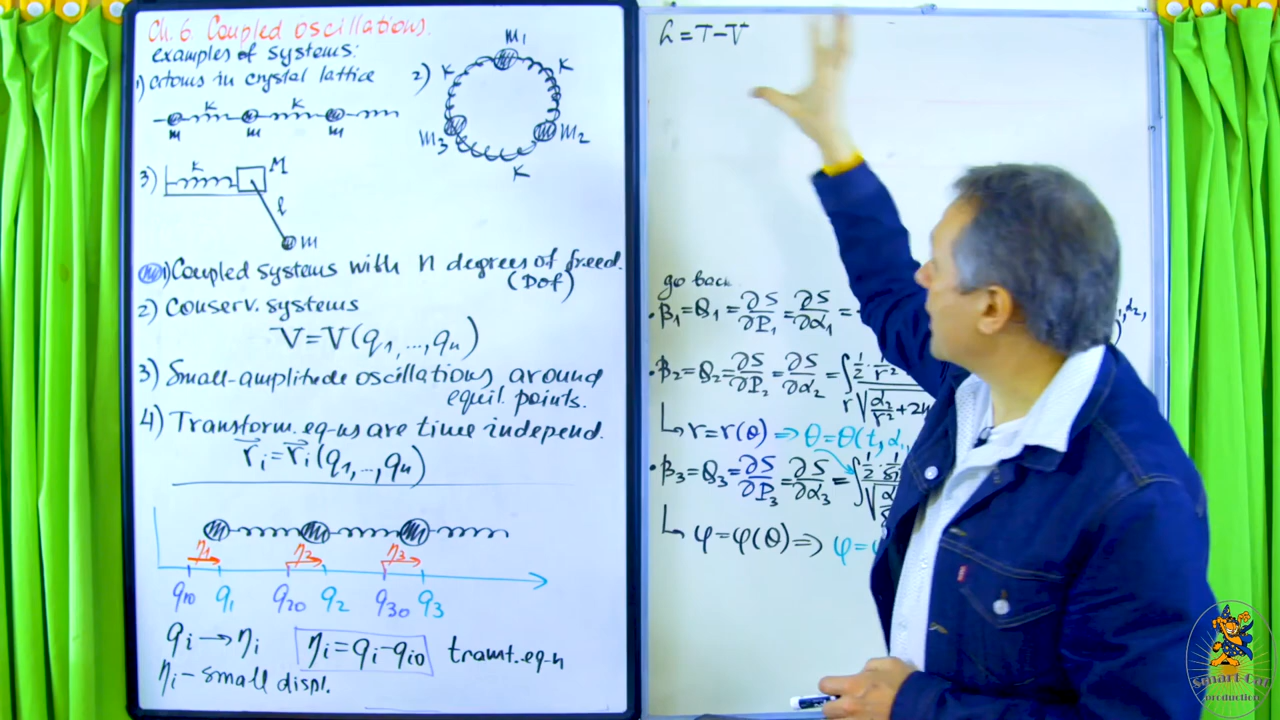 Ch. 6. Coupled oscillations.
examples of systems:
1) atoms in crystal lattice
k k
m m m
2)
m1
k k
m3 m2
k
3)
k M
l
m
1) Coupled systems with n degrees of freed.
(DoF)
2) Conserv. systems
V=V(q1,...,qn)
3) Small-amplitude oscillations around
equil. points.
4) Transform. eq-ns are time independ.
r⃗i=r⃗i(q1,..,qn)
η1 η2 η3
q10 q1 q20 q2 q30 q3
qi→ηi ηi=qi-qi0 tramt. eq-n
ηi-small displ.
L=T-V
go back
• β1=Q1=∂S/∂P1=∂S/∂α1=
• β2=Q2=∂S/∂P2=∂S/∂α2=∫
↳ r=r(θ) ⇒ θ=θ(t,α
• β3=Q3=∂S/∂P3=∂S/∂α3=∫
↳ φ=φ(θ)⇒ φ=
Smart Cat
production